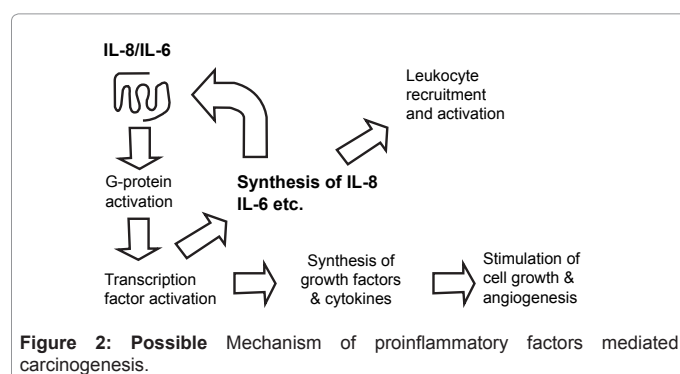 IL-8/IL-6
Leukocyte
recruitment
and activation
G-protein
activation
Synthesis of IL-8
IL-6 etc.
Transcription
factor activation
Synthesis of
growth factors
& cytokines
Stimulation of
cell growth &
angiogenesis
Figure 2: Possible Mechanism of proinflammatory factors mediated
carcinogenesis.